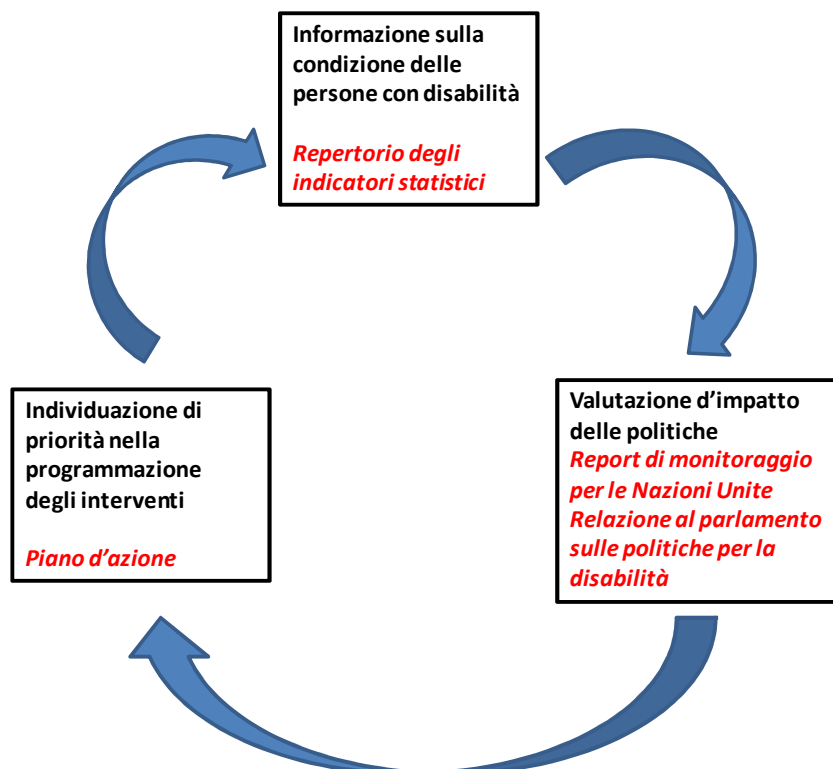 Informazione sulla
condizione delle
persone con disabilità
Repertorio degli
indicatori statistici
Individuazione di
priorità nella
programmazione
degli interventi
Piano d'azione
Valutazione d'impatto
delle politiche
Report di monitoraggio
per le Nazioni Unite
Relazione al parlamento
sulle politiche per la
disabilità